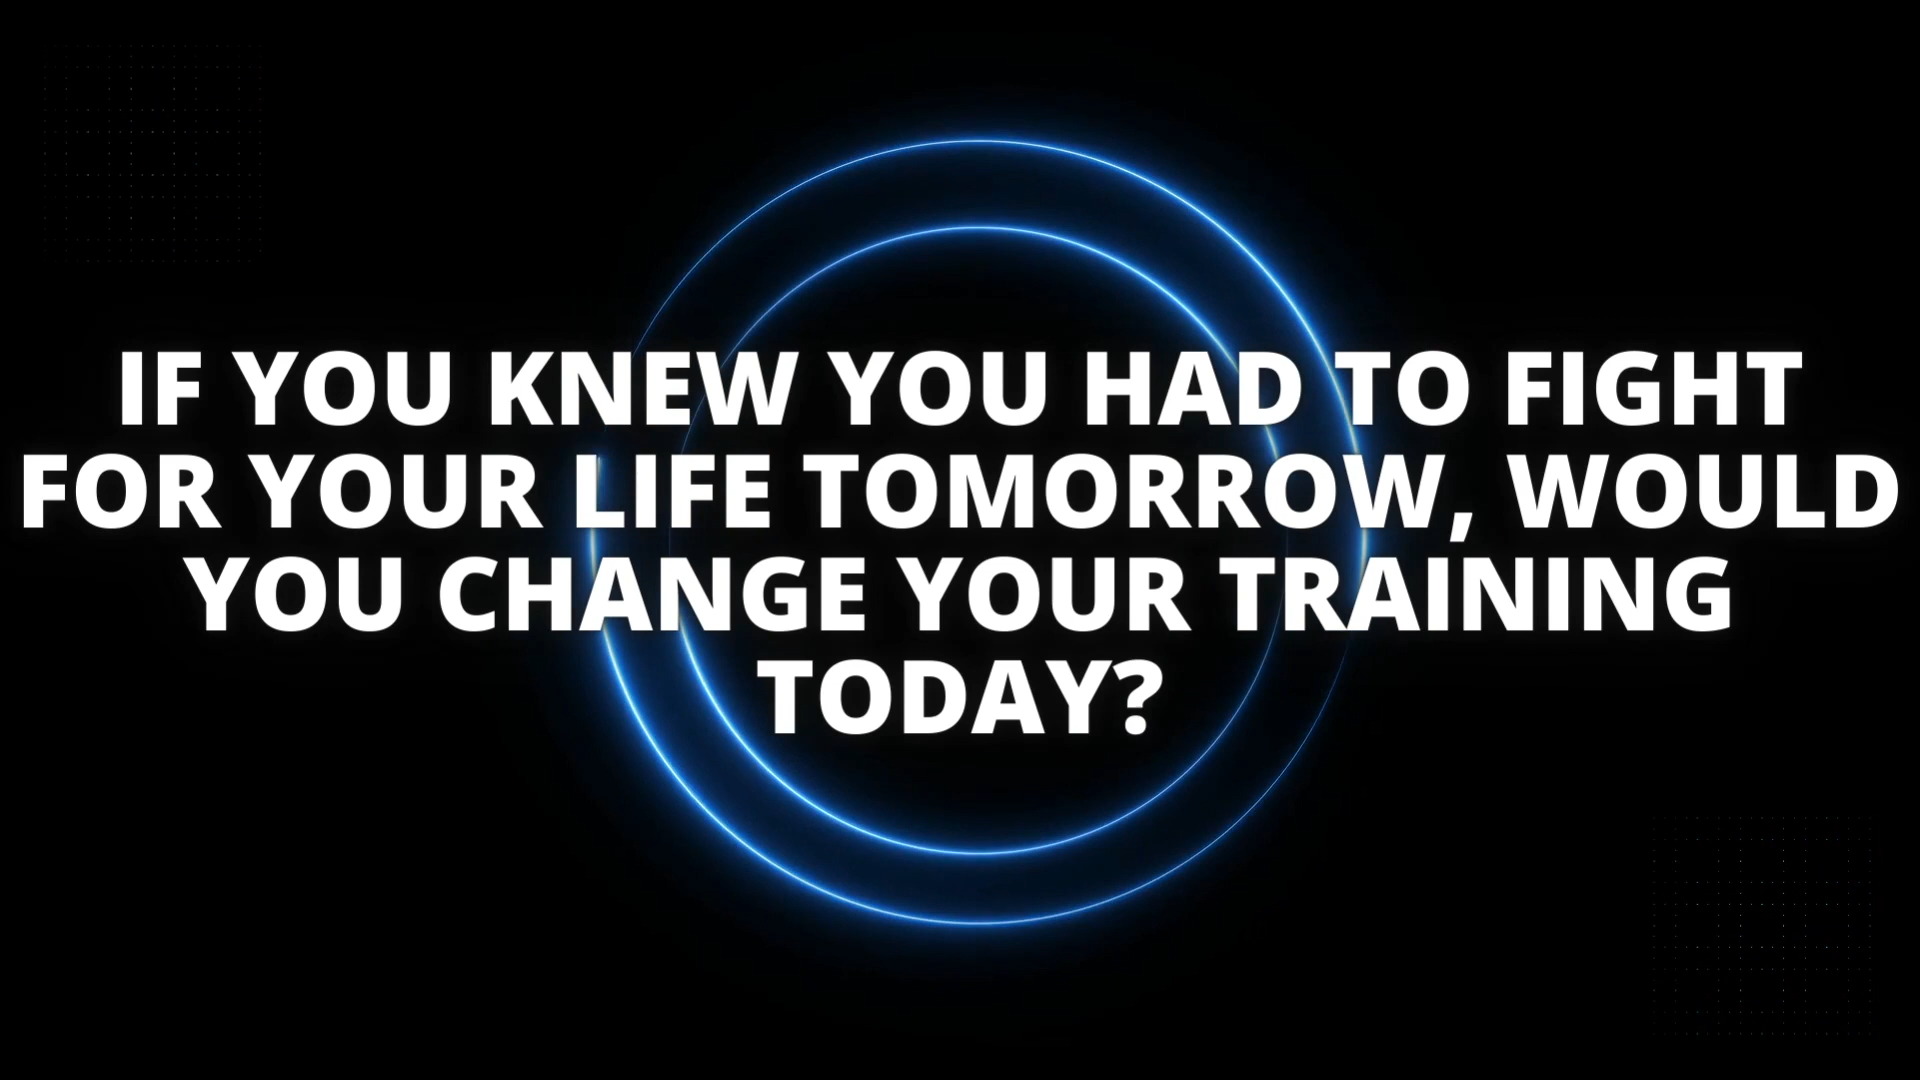 IF YOU KNEW YOU HAD TO FIGHT
FOR YOUR LIFE TOMORROW, WOULD
YOU CHANGE YOUR TRAINING
TODAY?